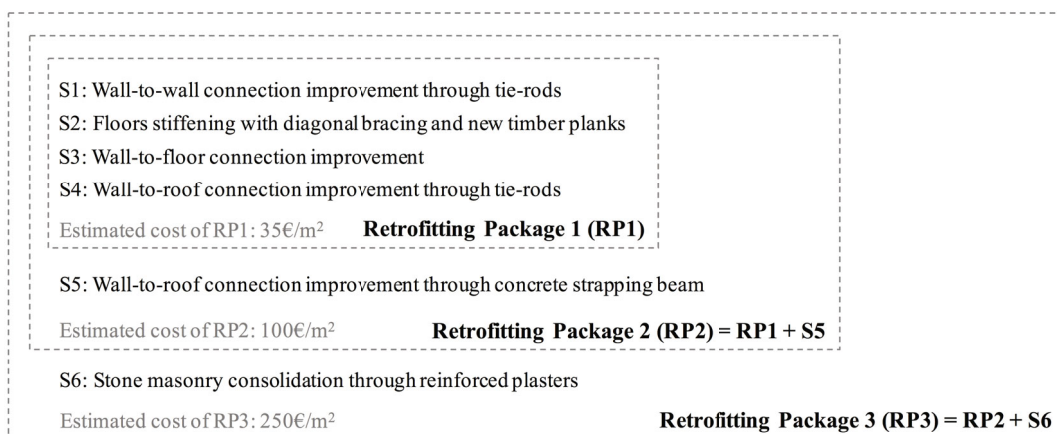 S1: Wall-to-wall connection improvement through tie-rods
S2: Floors stiffening with diagonal bracing and new timber planks
S3: Wall-to-floor connection improvement
S4: Wall-to-roof connection improvement through tie-rods
Estimated cost of RP1: 35€/m² Retrofitting Package 1 (RP1)
S5: Wall-to-roof connection improvement through concrete strapping beam
Estimated cost of RP2: 100€/m² Retrofitting Package 2 (RP2) = RP1 + S5
S6: Stone masonry consolidation through reinforced plasters
Estimated cost of RP3: 250€/m² Retrofitting Package 3 (RP3) = RP2 + S6